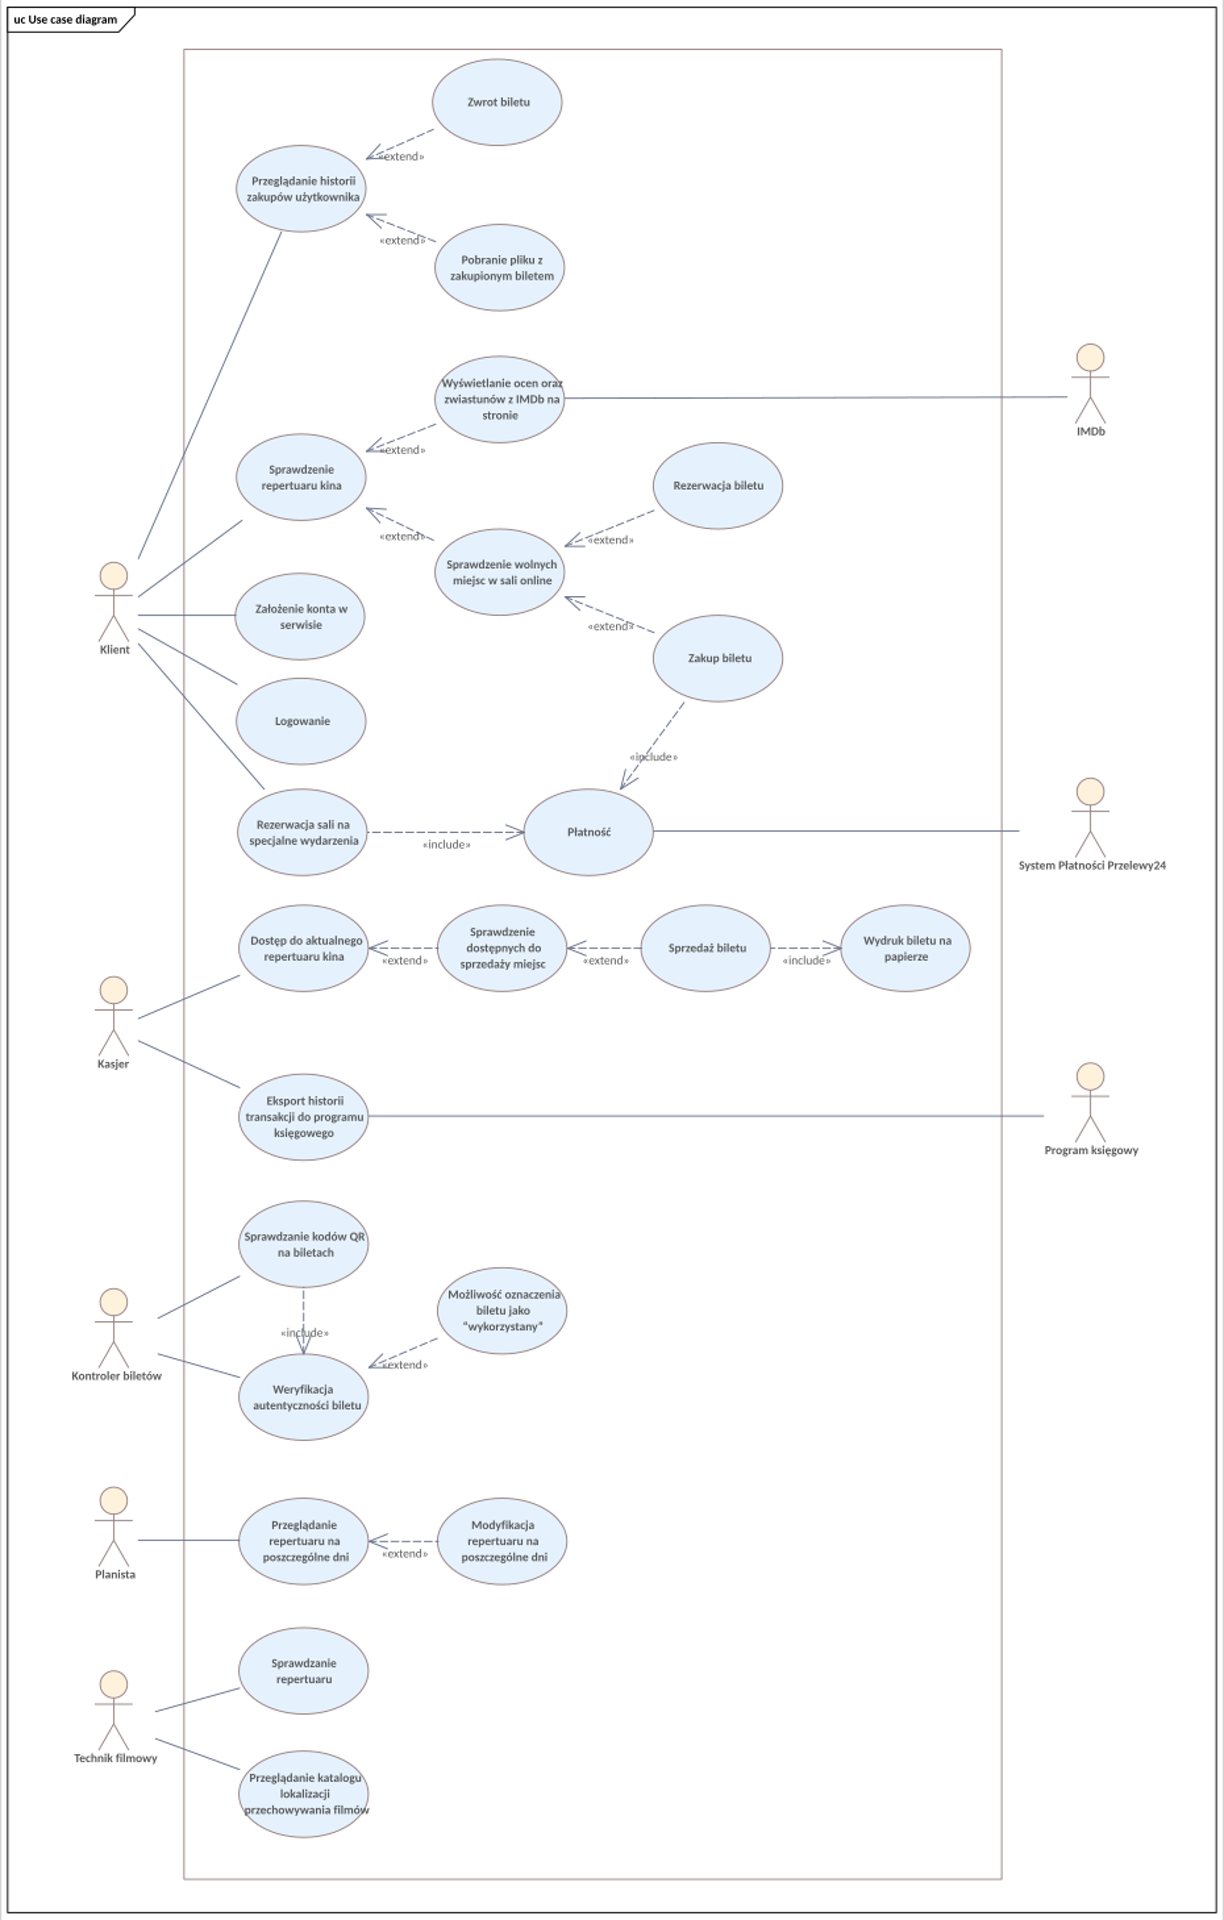 uc Use case diagram
Zwrot biletu
«extend»
Przeglądanie historii
zakupów użytkownika
«extend»
Pobranie pliku z
zakupionym biletem
Wyświetlanie ocen oraz
zwiastunów z IMDb na
stronie
IMDb
«extend»
Sprawdzenie
repertuaru kina
Rezerwacja biletu
«extend»
«extend»
Sprawdzenie wolnych
miejsc w sali online
Założenie konta w
serwisie
«extend»
Klient
Zakup biletu
Logowanie
«include»
Rezerwacja sali na
specjalne wydarzenia
«include»
Płatność
System Płatności Przelewy24
Dostęp do aktualnego
repertuaru kina
«extend»
Sprawdzenie
dostępnych do
sprzedaży miejsc
«extend»
Sprzedaż biletu
«include»
Wydruk biletu na
papierze
Kasjer
Eksport historii
transakcji do programu
księgowego
Program księgowy
Sprawdzanie kodów QR
na biletach
Możliwość oznaczenia
biletu jako
"wykorzystany"
«include»
«extend»
Kontroler biletów
Weryfikacja
autentyczności biletu
Przeglądanie
repertuaru na
poszczególne dni
«extend»
Modyfikacja
repertuaru na
poszczególne dni
Planista
Sprawdzanie
repertuaru
Technik filmowy
Przeglądanie katalogu
lokalizacji
przechowywania filmów